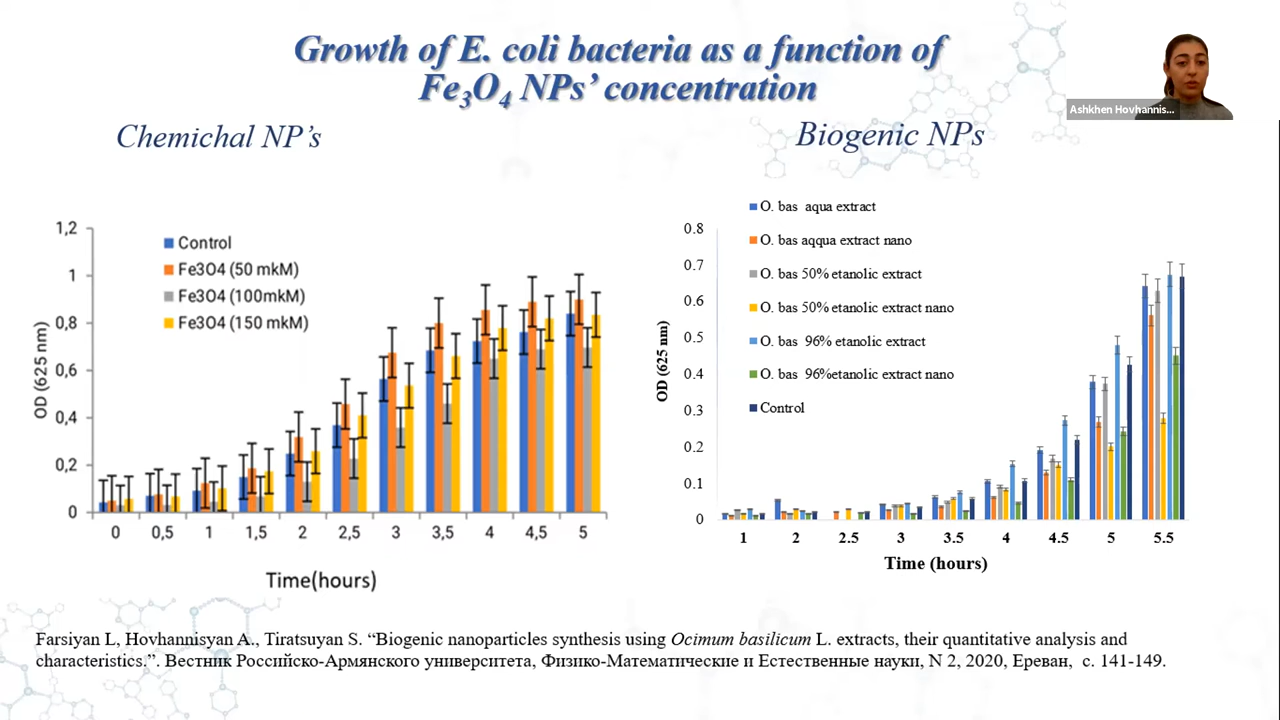 Growth of E. coli bacteria as a function of
Fe3O4 NPs’ concentration
Ashkhen Hovhannis...
Chemichal NP’s
Biogenic NPs
1,2
1
0,8
0,6
0,4
0,2
0
OD (625 nm)
Control
Fe3O4 (50 mkM)
Fe3O4 (100mkM)
Fe3O4 (150 mkM)
0 0,5 1 1,5 2 2,5 3 3,5 4 4,5 5
Time(hours)
0.8
0.7
0.6
0.5
0.4
0.3
0.2
0.1
0
OD (625 nm)
O. bas aqua extract
O. bas aqqua extract nano
O. bas 50% etanolic extract
O. bas 50% etanolic extract nano
O. bas 96% etanolic extract
O. bas 96%etanolic extract nano
Control
1 2 2.5 3 3.5 4 4.5 5 5.5
Time (hours)
Farsiyan L, Hovhannisyan A., Tiratsuyan S. “Biogenic nanoparticles synthesis using Ocimum basilicum L. extracts, their quantitative analysis and
characteristics.”. Вестник Российско-Армянского университета, Физико-Математические и Естественные науки, N 2, 2020, Ереван, с. 141-149.